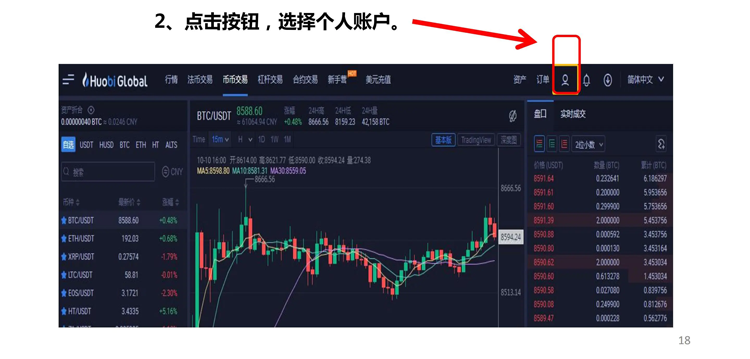 2、点击按钮，选择个人账户。
Huobi Global 行情 法币交易 币币交易 杠杆交易 合约交易 新手营 HOT 美元充值 资产 订单 简体中文
资产折合
0.00000040 BTC ≈ 0.0246 CNY
自选 USDT HUSD BTC ETH HT ALTS
搜索 CNY
币种 最新价 涨幅
BTC/USDT 8588.60 +0.48%
ETH/USDT 192.03 +0.68%
XRP/USDT 0.27574 -1.79%
LTC/USDT 58.81 -0.01%
EOS/USDT 3.1721 -2.30%
HT/USDT 3.4335 +5.16%
BTC/USDT 8588.60 涨幅 24H高 24H低 24H量
≈ 61064.94 CNY +0.48% 8666.56 8159.23 42,158 BTC
Time 15m H 1D 1W 1M 基本版 TradingView 深度图
10-10 16:00 开:8614.00 高:8621.77 低:8590.00 收:8594.24 量:274.38
MA5:8598.80 MA10:8581.31 MA30:8559.05
8666.56
8666.56
8594.24
8513.14
盘口 实时成交
2位小数
价格 (USDT) 数量 (BTC) 累计 (BTC)
8591.64 0.232641 6.186297
8591.61 0.200000 5.953656
8591.60 0.299900 5.753656
8591.39 2.000000 5.453756
8590.88 0.000592 3.453756
8590.80 0.000130 3.453164
8590.62 2.000000 3.453034
8590.60 0.613278 1.453034
8590.58 0.027080 0.839756
8590.08 0.249900 0.812676
8589.47 0.000228 0.562776
18